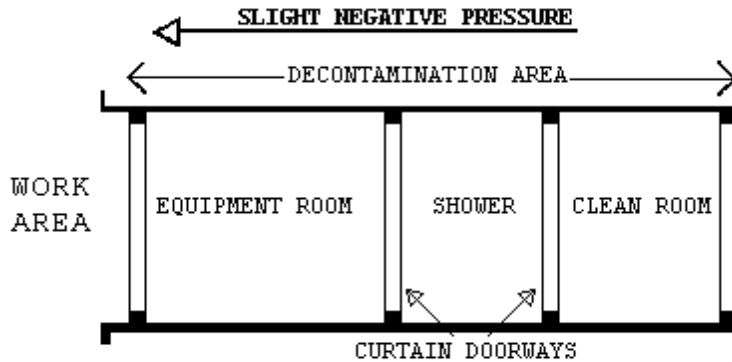 SLIGHT NEGATIVE PRESSURE
DECONTAMINATION AREA
WORK
AREA
EQUIPMENT ROOM
SHOWER
CLEAN ROOM
CURTAIN DOORWAYS